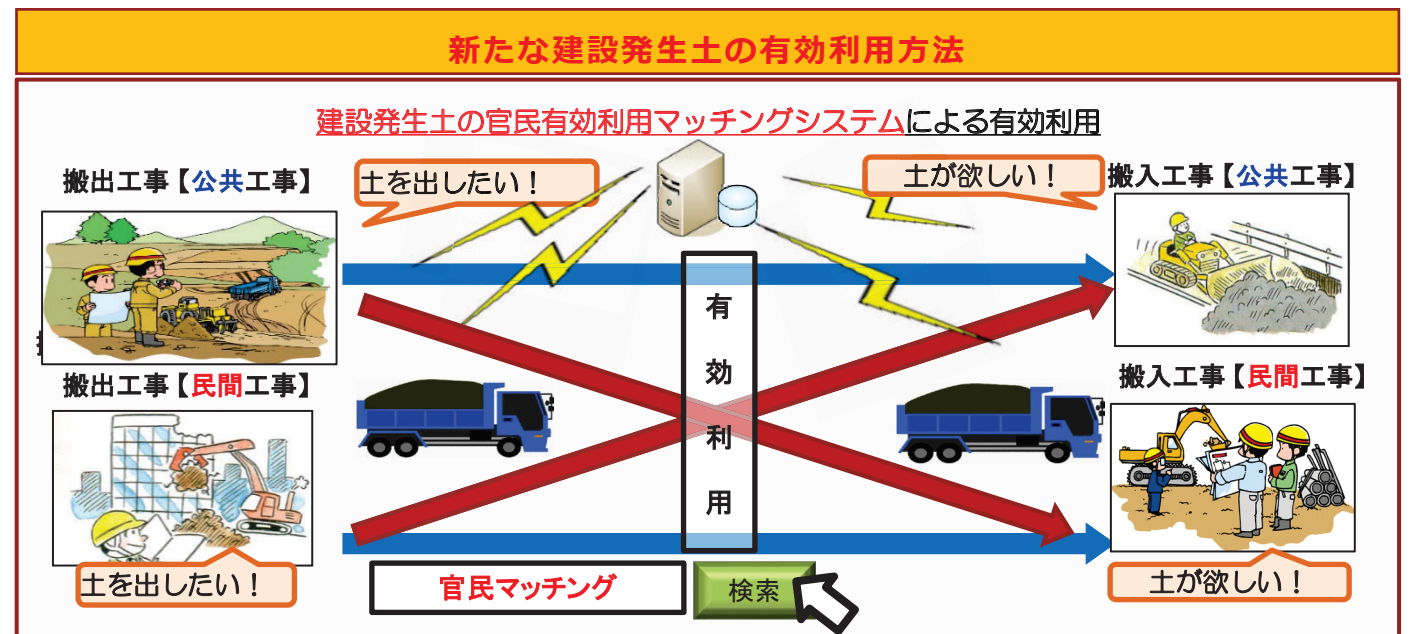 新たな建設発生土の有効利用方法
建設発生土の官民有効利用マッチングシステムによる有効利用
搬出工事【公共工事】
土を出したい！
土が欲しい！
搬入工事【公共工事】
有効利用
搬出工事【民間工事】
搬入工事【民間工事】
土を出したい！
官民マッチング
検索
土が欲しい！